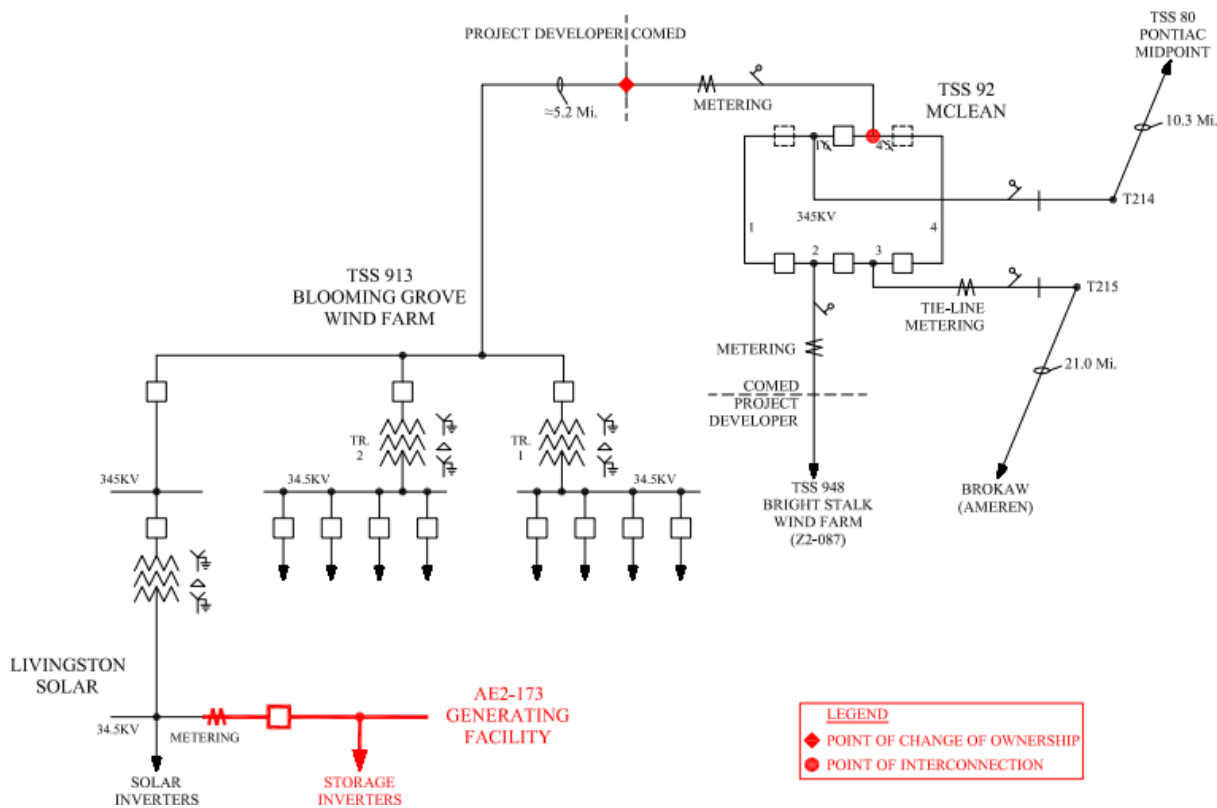 PROJECT DEVELOPER
COMED
≈5.2 Mi.
METERING
TSS 92
MCLEAN
TSS 80
PONTIAC
MIDPOINT
10.3 Mi.
T214
345KV
1
4
2
3
TIE-LINE
METERING
T215
21.0 Mi.
METERING
COMED
PROJECT
DEVELOPER
TSS 948
BRIGHT STALK
WIND FARM
(Z2-087)
BROKAW
(AMEREN)
TSS 913
BLOOMING GROVE
WIND FARM
TR.
2
TR.
1
345KV
34.5KV
34.5KV
LIVINGSTON
SOLAR
34.5KV
METERING
AE2-173
GENERATING
FACILITY
SOLAR
INVERTERS
STORAGE
INVERTERS
LEGEND
POINT OF CHANGE OF OWNERSHIP
POINT OF INTERCONNECTION